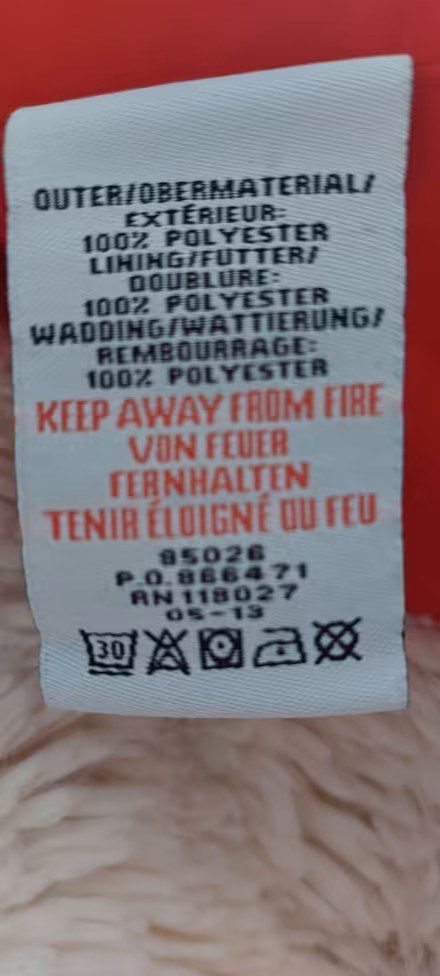 OUTER/OBERMATERIAL/
EXTÉRIEUR:
100% POLYESTER
LINING/FUTTER/
DOUBLURE:
100% POLYESTER
WADDING/WATTIERUNG/
REMBOURRAGE:
100% POLYESTER
KEEP AWAY FROM FIRE
VON FEUER
FERNHALTEN
TENIR ÉLOIGNÉ DU FEU
95026
P.O.866471
RN118027
05-13
30